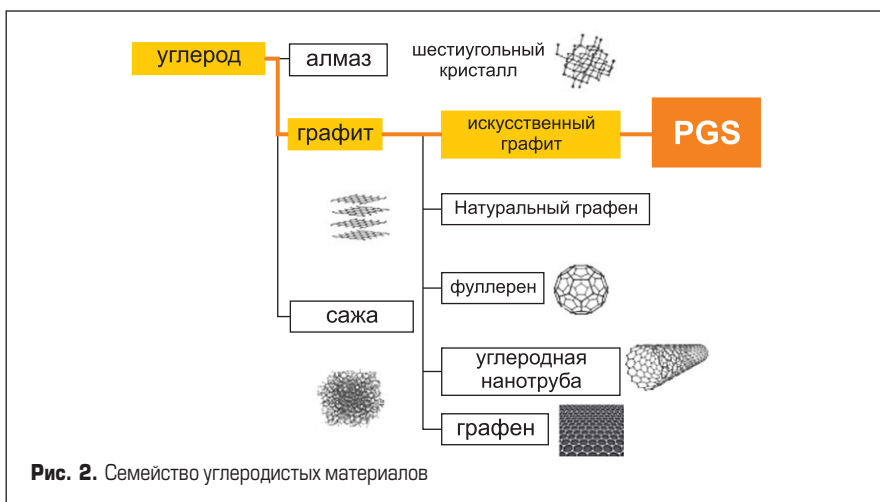 углерод
алмаз
шестиугольный
кристалл
графит
искусственный
графит
PGS
Натуральный графен
фуллерен
сажа
углеродная
нанотруба
графен
Рис. 2. Семейство углеродистых материалов